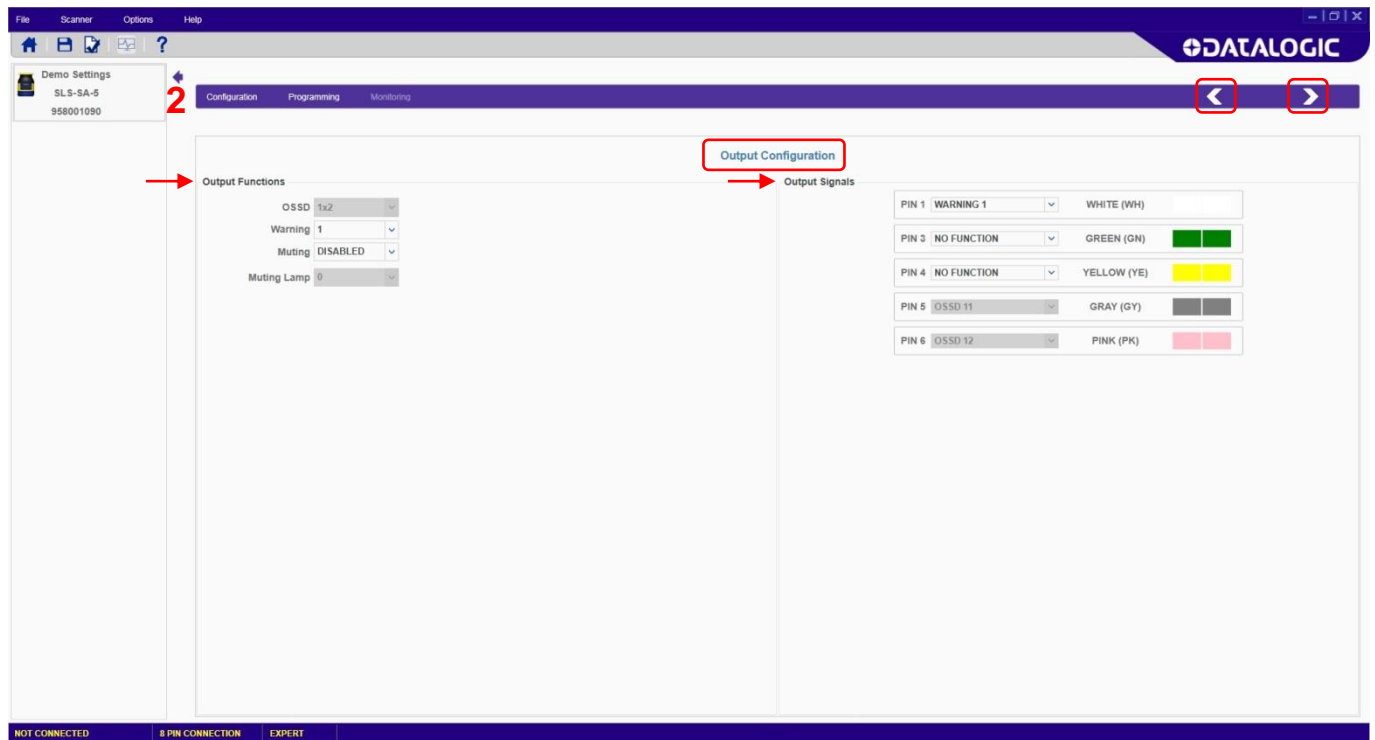 File Scanner Options Help
?
DATALOGIC
Demo Settings
SLS-SA-5
958001090
2
Configuration Programming Monitoring
Output Configuration
Output Functions
OSSD 1x2
Warning 1
Muting DISABLED
Muting Lamp 0
Output Signals
PIN 1 WARNING 1 WHITE (WH)
PIN 3 NO FUNCTION GREEN (GN)
PIN 4 NO FUNCTION YELLOW (YE)
PIN 5 OSSD 11 GRAY (GY)
PIN 6 OSSD 12 PINK (PK)
NOT CONNECTED 8 PIN CONNECTION EXPERT